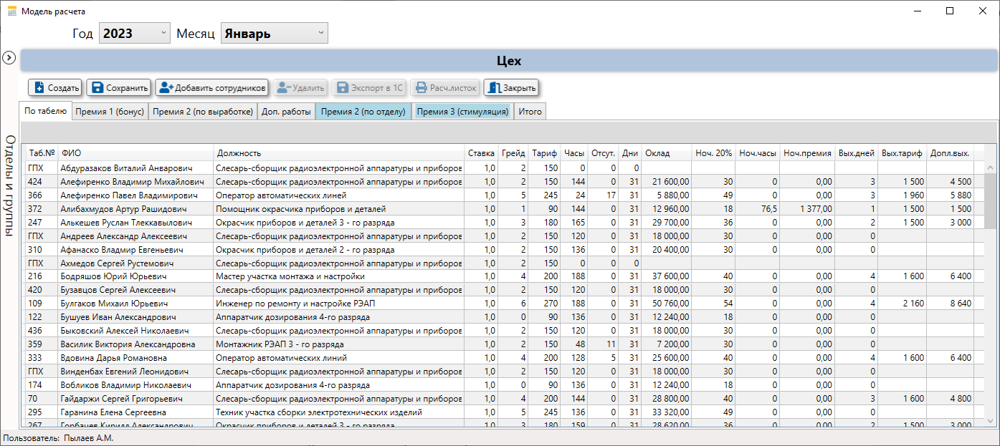 Модель расчета
Год 2023 Месяц Январь
Цех
Создать Сохранить Добавить сотрудников Удалить Экспорт в 1С Расч.листок Закрыть
По табелю Премия 1 (бонус) Премия 2 (по выработке) Доп. работы Премия 2 (по отделу) Премия 3 (стимуляция) Итого
Отделы и группы
Таб.№ ФИО Должность Ставка Грейд Тариф Часы Отсут. Дни Оклад Ноч. 20% Ноч.часы Ноч.премия Вых.дней Вых.тариф Допл.вых.
ГПХ Абдуразаков Виталий Анварович Слесарь-сборщик радиоэлектронной аппаратуры и приборов 1,0 2 150 0 0 0
424 Алефиренко Владимир Михайлович Слесарь-сборщик радиоэлектронной аппаратуры и приборов 1,0 2 150 144 0 31 21 600,00 30 0 0,00 3 1 500 4 500
366 Алефиренко Павел Владимирович Оператор автоматических линей 1,0 5 245 24 17 31 5 880,00 49 0 0,00 3 1 960 5 880
372 Алибахмудов Артур Рашидович Помощник окрасчика приборов и деталей 1,0 1 90 144 0 31 12 960,00 18 76,5 1 377,00 1 1 500 1 500
247 Алькешев Руслан Тлеккавылович Окрасчик приборов и деталей 3 - го разряда 1,0 3 180 165 0 31 29 700,00 36 0 0,00 2 1 500 3 000
ГПХ Андреев Александр Алексеевич Слесарь-сборщик радиоэлектронной аппаратуры и приборов 1,0 2 150 120 0 31 18 000,00 30 0 0,00 0
310 Афанаско Владмир Евгеньевич Окрасчик приборов и деталей 2 - го разряда 1,0 2 150 136 0 31 20 400,00 30 0 0,00 0
ГПХ Ахмедов Сергей Рустемович Слесарь-сборщик радиоэлектронной аппаратуры и приборов 1,0 2 150 0 0 0
216 Бодряшов Юрий Юрьевич Мастер участка монтажа и настройки 1,0 4 200 188 0 31 37 600,00 40 0 0,00 4 1 600 6 400
420 Бузавцов Сергей Алексеевич Слесарь-сборщик радиоэлектронной аппаратуры и приборов 1,0 2 150 120 0 31 18 000,00 30 0 0,00 0
109 Булгаков Михаил Юрьевич Инженер по ремонту и настройке РЭАП 1,0 6 270 188 0 31 50 760,00 54 0 0,00 4 2 160 8 640
122 Бушуев Иван Александрович Аппаратчик дозирования 4-го разряда 1,0 0 90 136 0 31 12 240,00 18 0 0,00 0
436 Быковский Алексей Николаевич Слесарь-сборщик радиоэлектронной аппаратуры и приборов 1,0 2 150 120 0 31 18 000,00 30 0 0,00 0
359 Василик Виктория Александровна Монтажник РЭАП 3 - го разряда 1,0 2 150 48 11 31 7 200,00 30 0 0,00 0
333 Вдовина Дарья Романовна Оператор автоматических линий 1,0 4 200 128 5 31 25 600,00 40 0 0,00 4 1 600 6 400
ГПХ Винденбах Евгений Леонидович Слесарь-сборщик радиоэлектронной аппаратуры и приборов 1,0 2 150 120 0 31 18 000,00 30 0 0,00 0
174 Вобликов Владимир Николаевич Аппаратчик дозирования 4-го разряда 1,0 0 90 136 0 31 12 240,00 18 0 0,00 0
70 Гайдаржи Сергей Григорьевич Слесарь-сборщик радиоэлектронной аппаратуры и приборов 1,0 4 200 144 0 31 28 800,00 40 0 0,00 3 1 600 4 800
295 Гаранина Елена Сергеевна Техник участка сборки электротехнических изделий 1,0 5 245 136 0 31 33 320,00 49 0 0,00 0
267 Горбачев Кирилл Александрович Окрасчик приборов и деталей 3 - го разряда 1,0 3 180 159 0 31 28 620,00 36 0 0,00 2 1 500 3 000
Пользователь: Пылаев А.М.